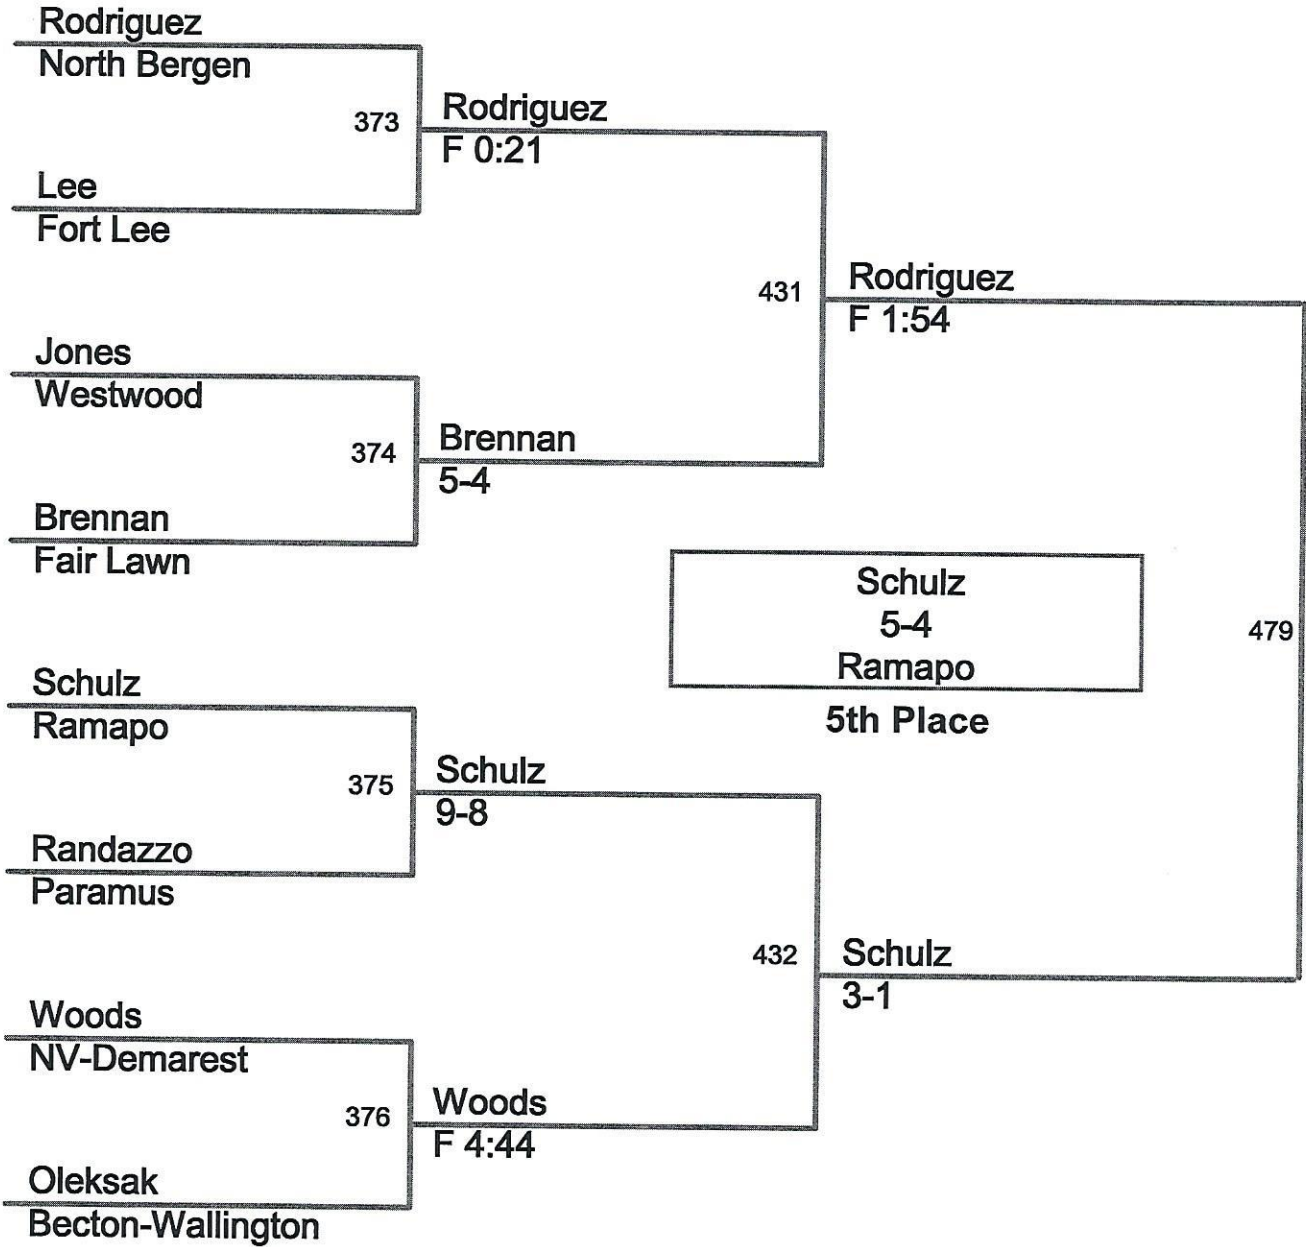 Rodriguez
North Bergen
373
Rodriguez
F 0:21
Lee
Fort Lee
431
Rodriguez
F 1:54
Jones
Westwood
374
Brennan
5-4
Brennan
Fair Lawn
Schulz
5-4
Ramapo
5th Place
479
Schulz
Ramapo
375
Schulz
9-8
Randazzo
Paramus
432
Schulz
3-1
Woods
NV-Demarest
376
Woods
F 4:44
Oleksak
Becton-Wallington